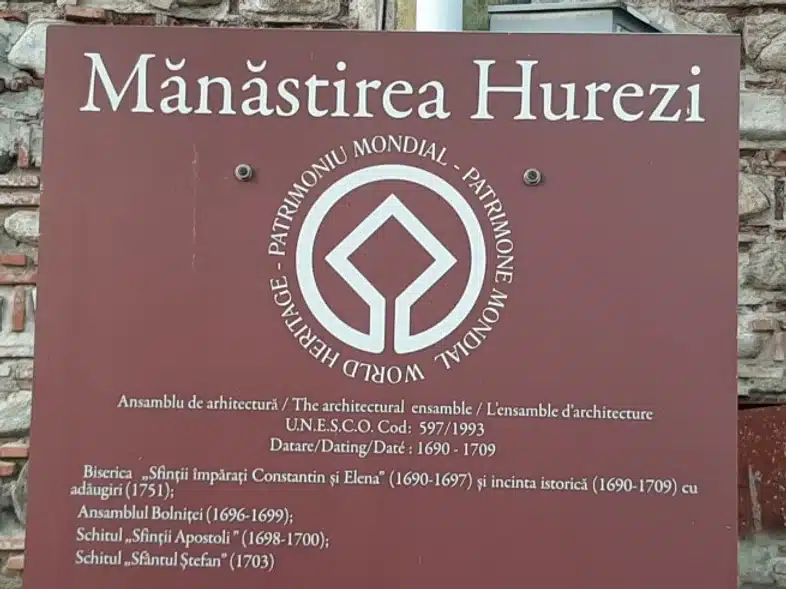 Mănăstirea Hurezi
WORLD HERITAGE - PATRIMONIU MONDIAL - PATRIMOINE MONDIAL
Ansamblu de arhitectură / The architectural ensamble / L'ensamble d'architecture
U.N.E.S.C.O. Cod: 597/1993
Datare/Dating/Daté : 1690 - 1709
Biserica „Sfinții împărați Constantin și Elena” (1690-1697) și incinta istorică (1690-1709) cu
adăugiri (1751);
Ansamblul Bolniței (1696-1699);
Schitul „Sfinții Apostoli” (1698-1700);
Schitul „Sfântul Ștefan” (1703)